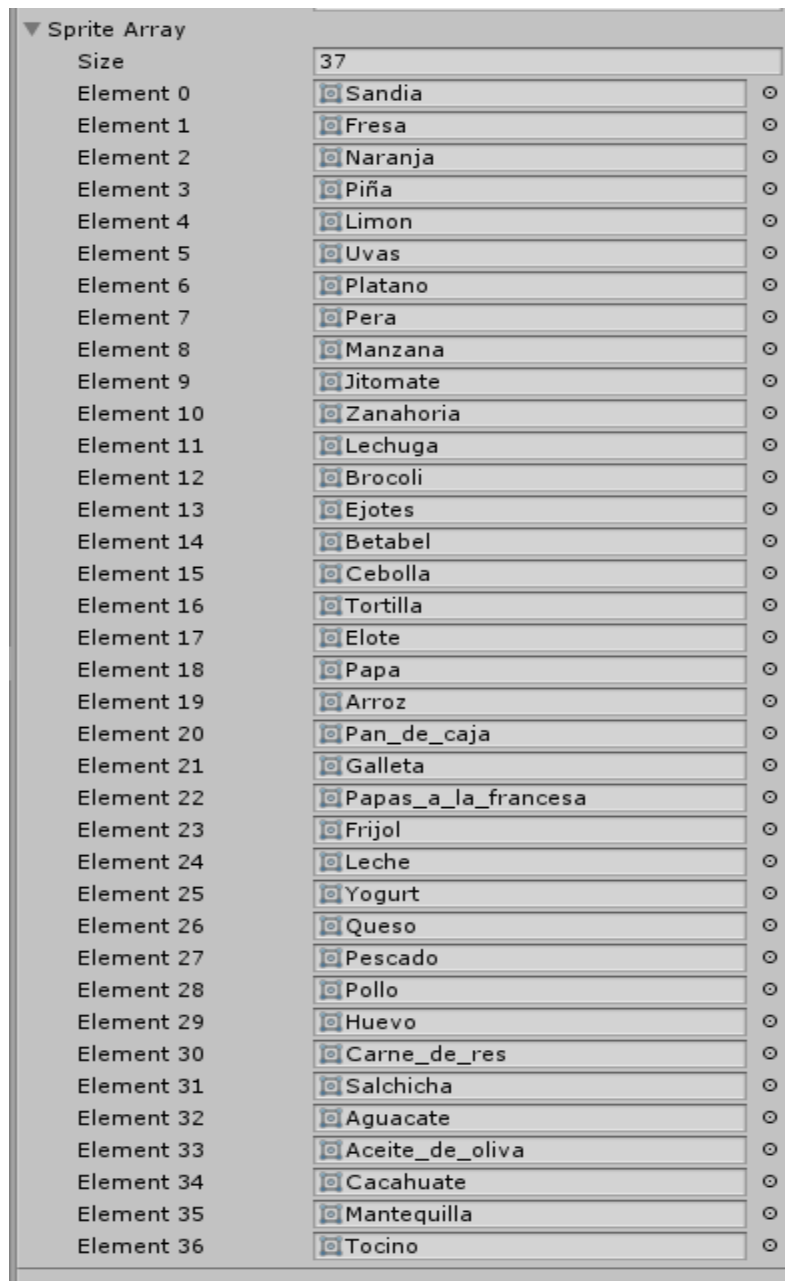 Sprite Array
Size 37
Element 0 Sandia
Element 1 Fresa
Element 2 Naranja
Element 3 Piña
Element 4 Limon
Element 5 Uvas
Element 6 Platano
Element 7 Pera
Element 8 Manzana
Element 9 Jitomate
Element 10 Zanahoria
Element 11 Lechuga
Element 12 Brocoli
Element 13 Ejotes
Element 14 Betabel
Element 15 Cebolla
Element 16 Tortilla
Element 17 Elote
Element 18 Papa
Element 19 Arroz
Element 20 Pan_de_caja
Element 21 Galleta
Element 22 Papas_a_la_francesa
Element 23 Frijol
Element 24 Leche
Element 25 Yogurt
Element 26 Queso
Element 27 Pescado
Element 28 Pollo
Element 29 Huevo
Element 30 Carne_de_res
Element 31 Salchicha
Element 32 Aguacate
Element 33 Aceite_de_oliva
Element 34 Cacahuate
Element 35 Mantequilla
Element 36 Tocino